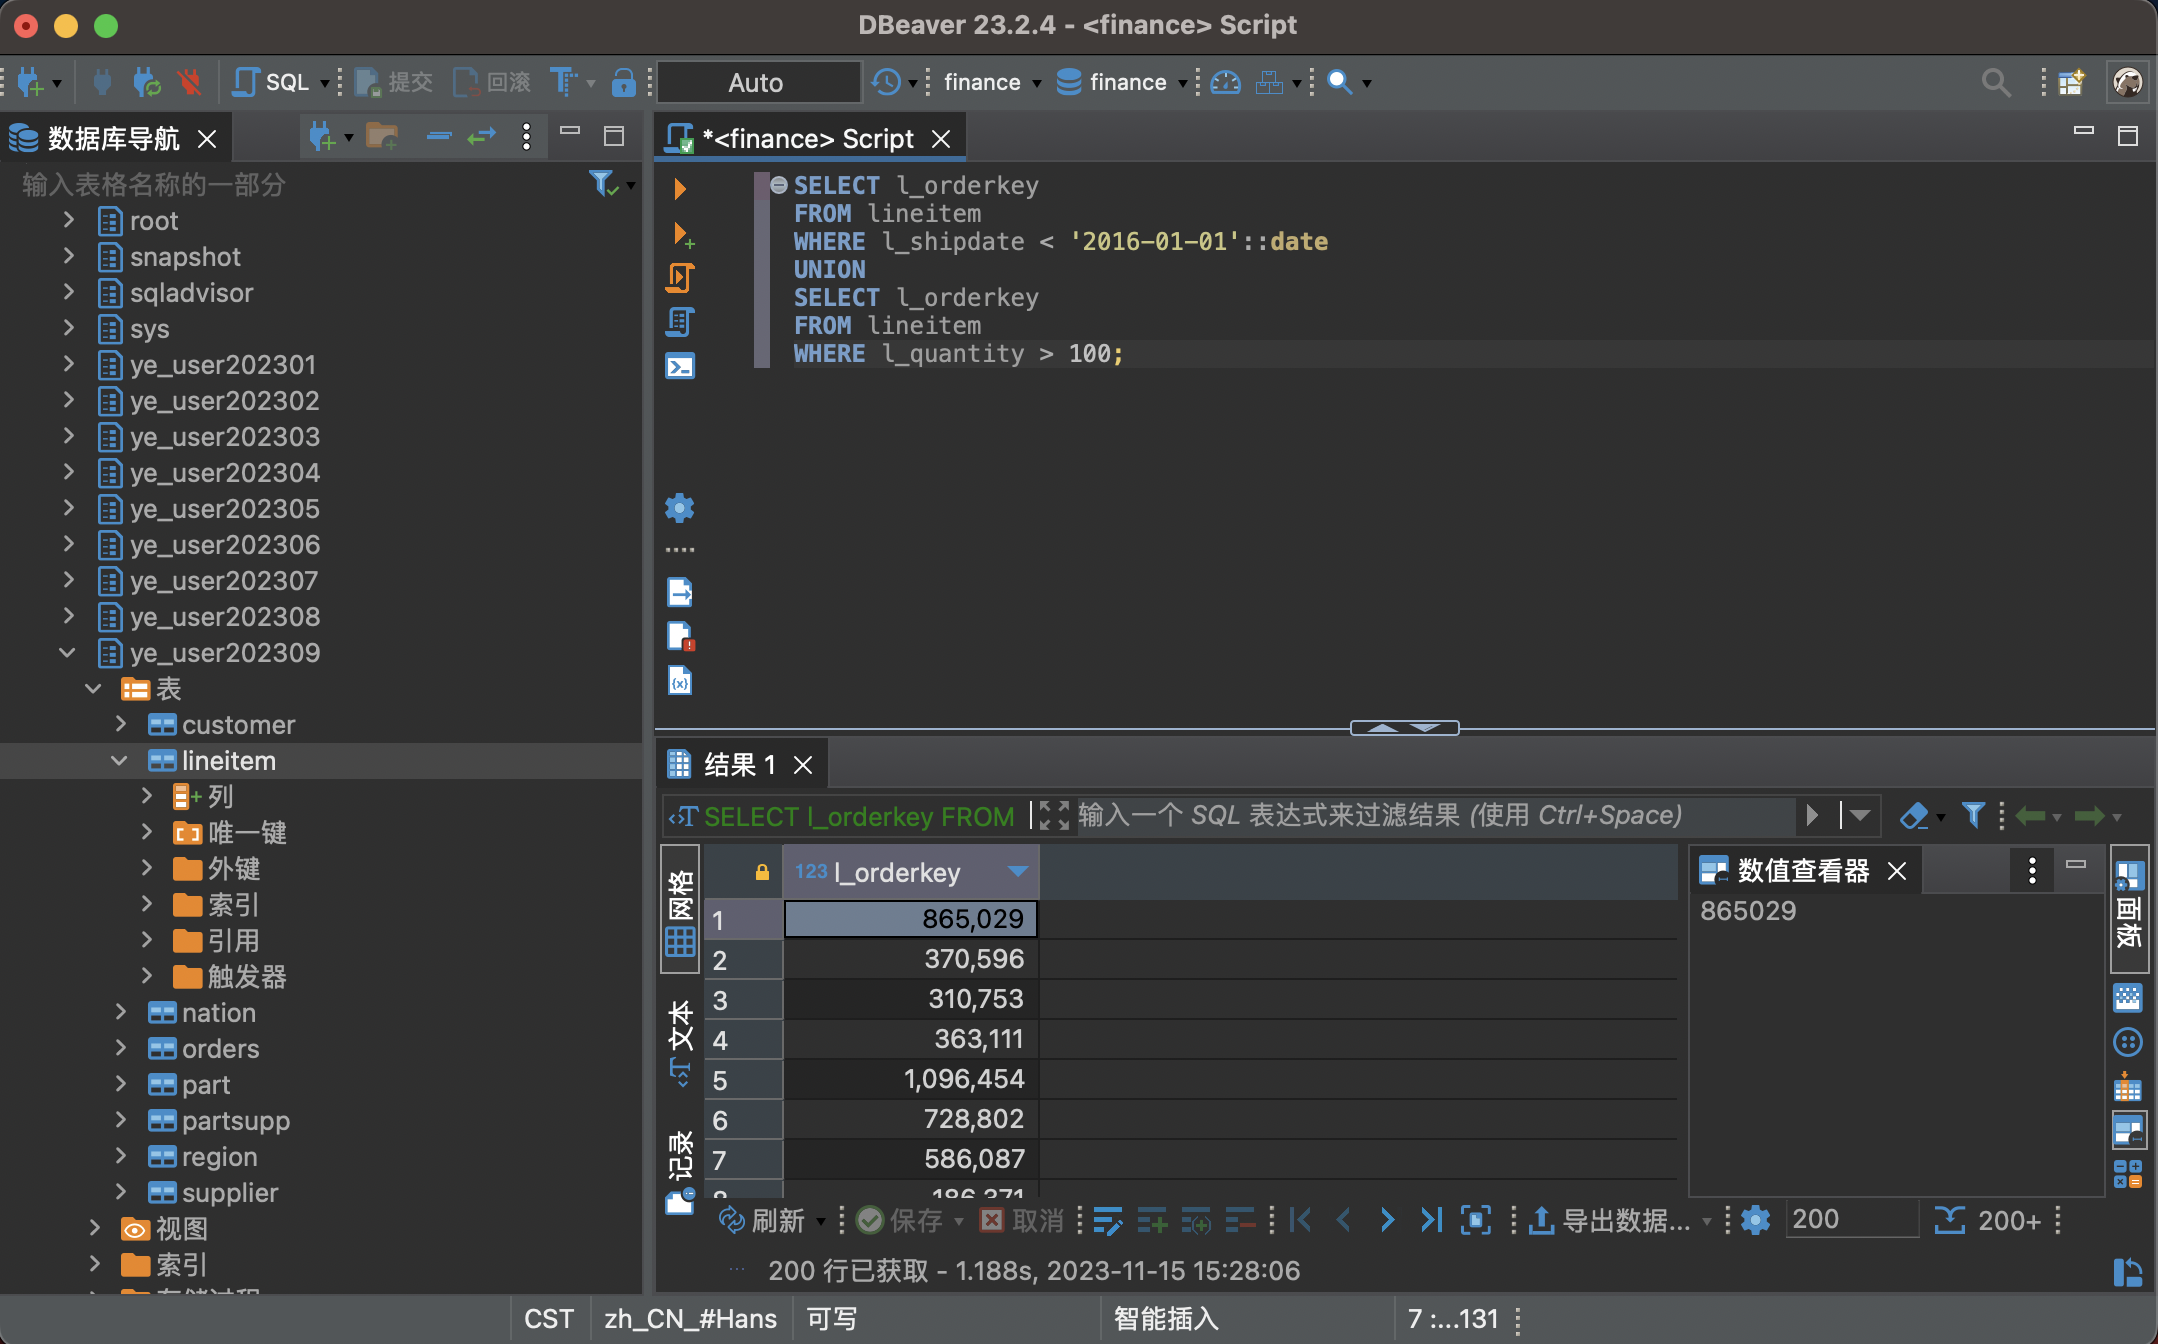 DBeaver 23.2.4 - <finance> Script
SQL 提交 回滚 Auto finance finance
数据库导航
*<finance> Script
输入表格名称的一部分
root
snapshot
sqladvisor
sys
ye_user202301
ye_user202302
ye_user202303
ye_user202304
ye_user202305
ye_user202306
ye_user202307
ye_user202308
ye_user202309
表
customer
lineitem
列
唯一键
外键
索引
引用
触发器
nation
orders
part
partsupp
region
supplier
视图
索引
SELECT l_orderkey
FROM lineitem
WHERE l_shipdate < '2016-01-01'::date
UNION
SELECT l_orderkey
FROM lineitem
WHERE l_quantity > 100;
结果 1
SELECT l_orderkey FROM 输入一个 SQL 表达式来过滤结果 (使用 Ctrl+Space)
网格
文本
记录
123 l_orderkey
1 865,029
2 370,596
3 310,753
4 363,111
5 1,096,454
6 728,802
7 586,087
8 186,371
数值查看器
865029
面板
刷新 保存 取消 导出数据... 200 200+
200 行已获取 - 1.188s, 2023-11-15 15:28:06
CST zh_CN_#Hans 可写 智能插入 7 :...131